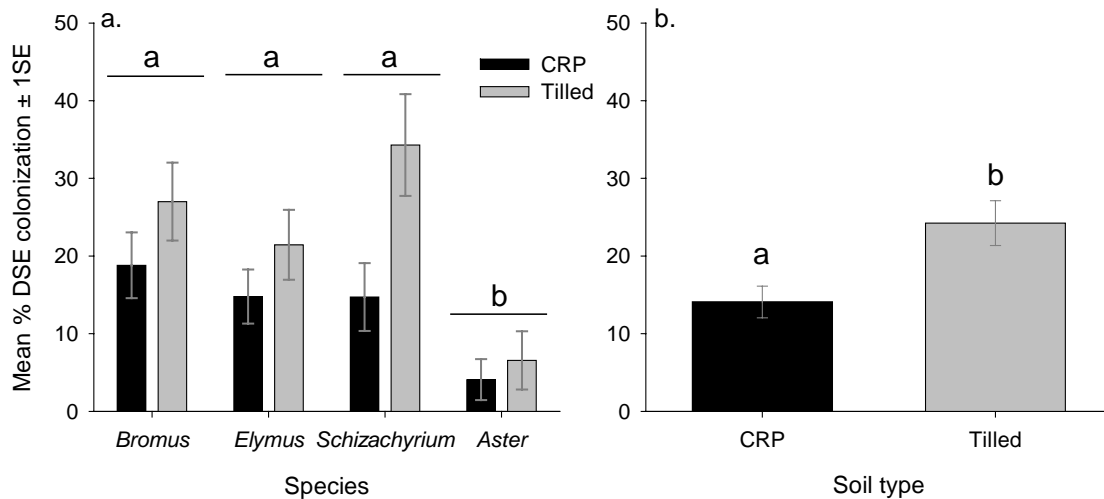 a.
b.
Mean % DSE colonization ± 1SE
50
40
30
20
10
0
a
a
a
b
CRP
Tilled
Bromus
Elymus
Schizachyrium
Aster
Species
50
40
30
20
10
0
a
b
CRP
Tilled
Soil type